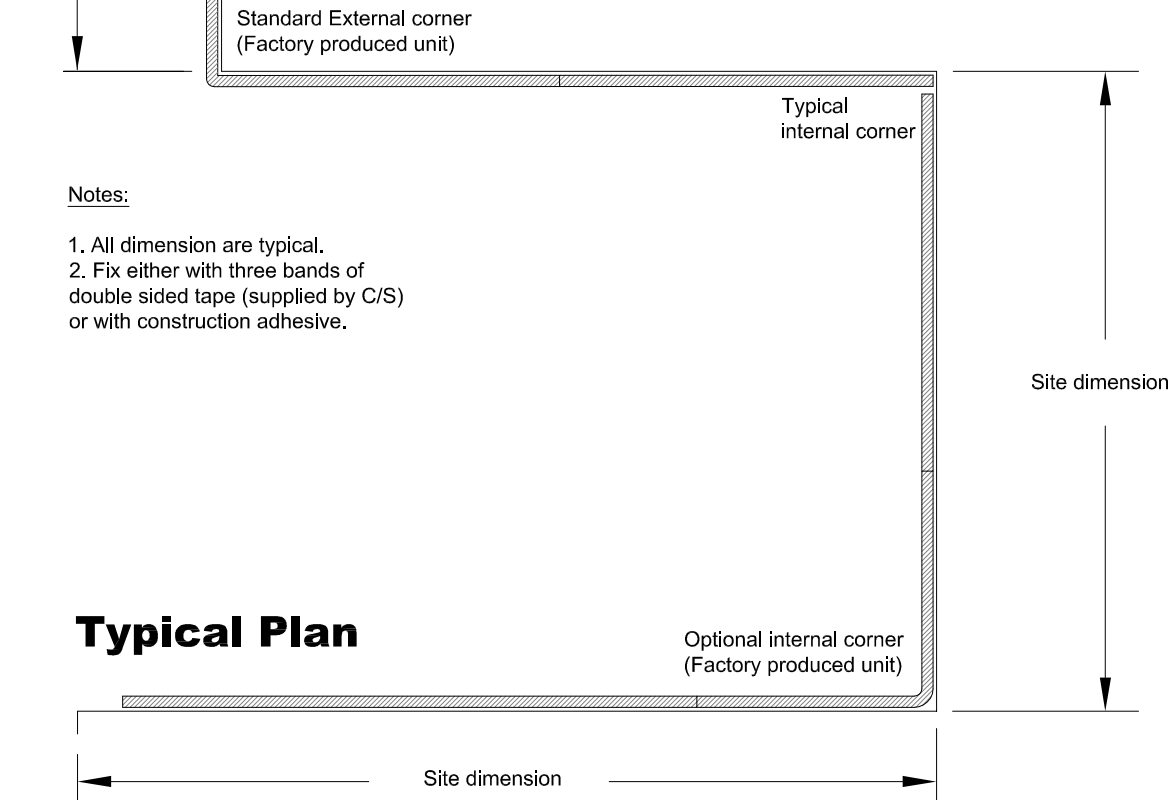 Standard External corner
(Factory produced unit)
Typical
internal corner
Notes:
1. All dimension are typical.
2. Fix either with three bands of
double sided tape (supplied by C/S)
or with construction adhesive.
Site dimension
Typical Plan
Optional internal corner
(Factory produced unit)
Site dimension